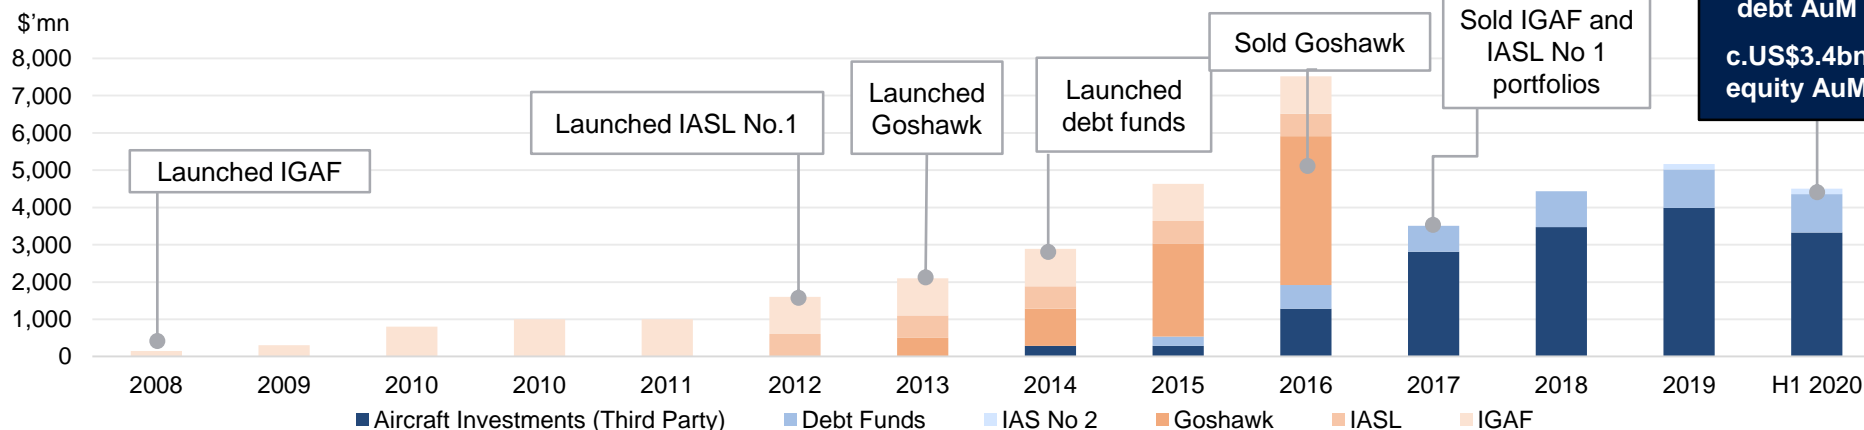 $'mn
debt AuM
c.US$3.4bn
equity AuM
Sold IGAF and
IASL No 1
portfolios
Sold Goshawk
Launched
debt funds
Launched
Goshawk
Launched IASL No.1
Launched IGAF
8,000
7,000
6,000
5,000
4,000
3,000
2,000
1,000
0
2008 2009 2010 2010 2011 2012 2013 2014 2015 2016 2017 2018 2019 H1 2020
Aircraft Investments (Third Party) Debt Funds IAS No 2 Goshawk IASL IGAF